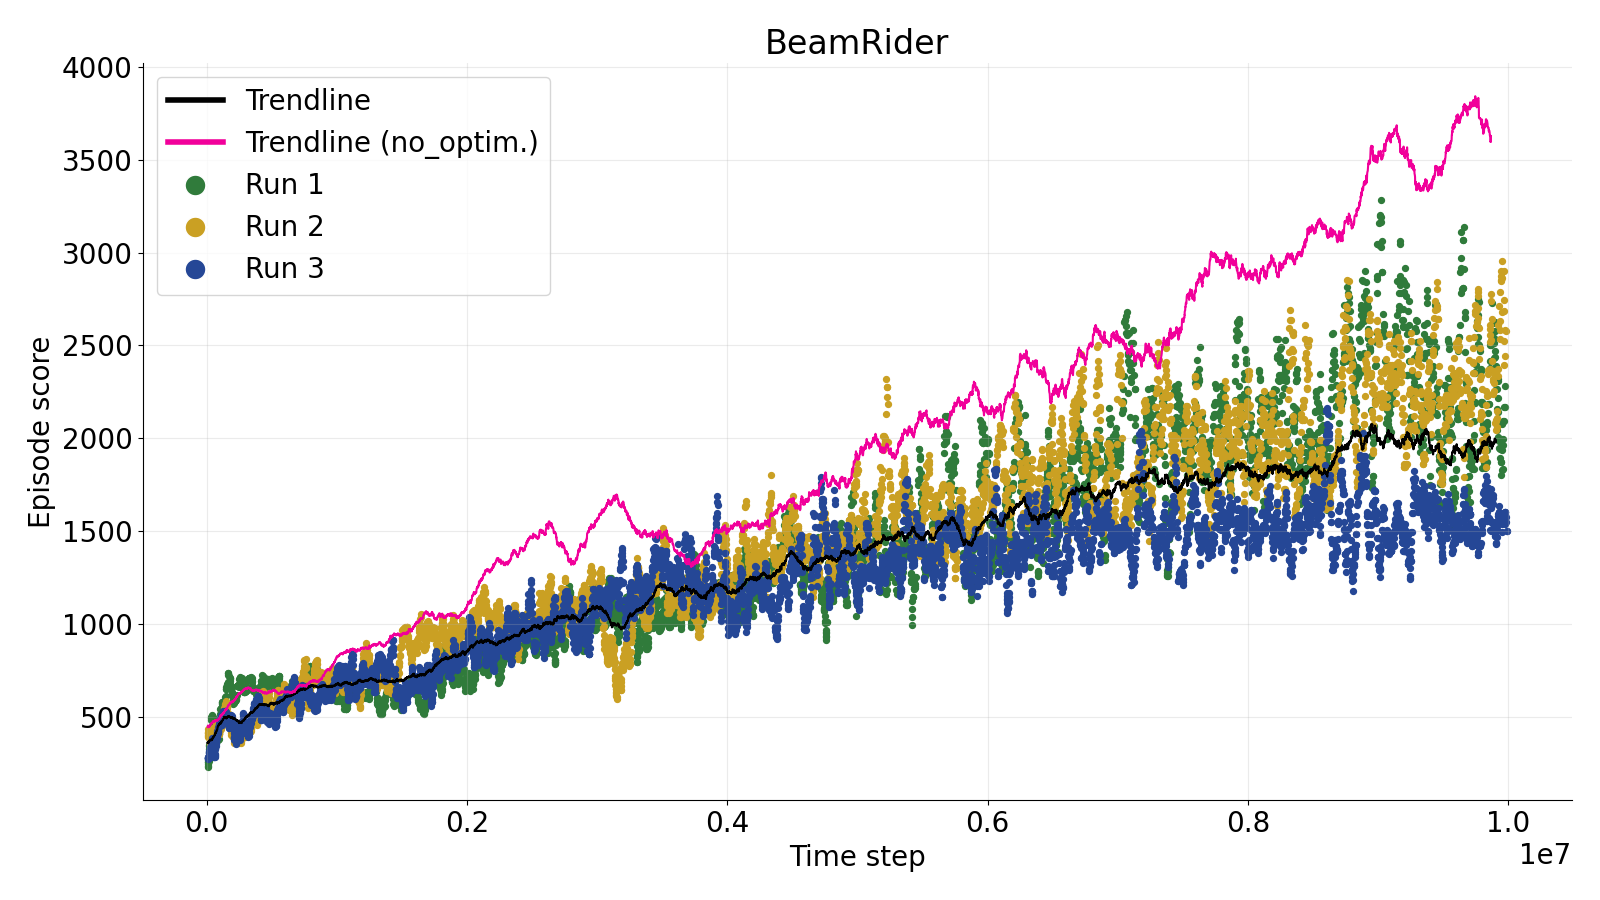 BeamRider
Trendline
Trendline (no_optim.)
Run 1
Run 2
Run 3
Episode score
4000
3500
3000
2500
2000
1500
1000
500
0.0 0.2 0.4 0.6 0.8 1.0
1e7
Time step